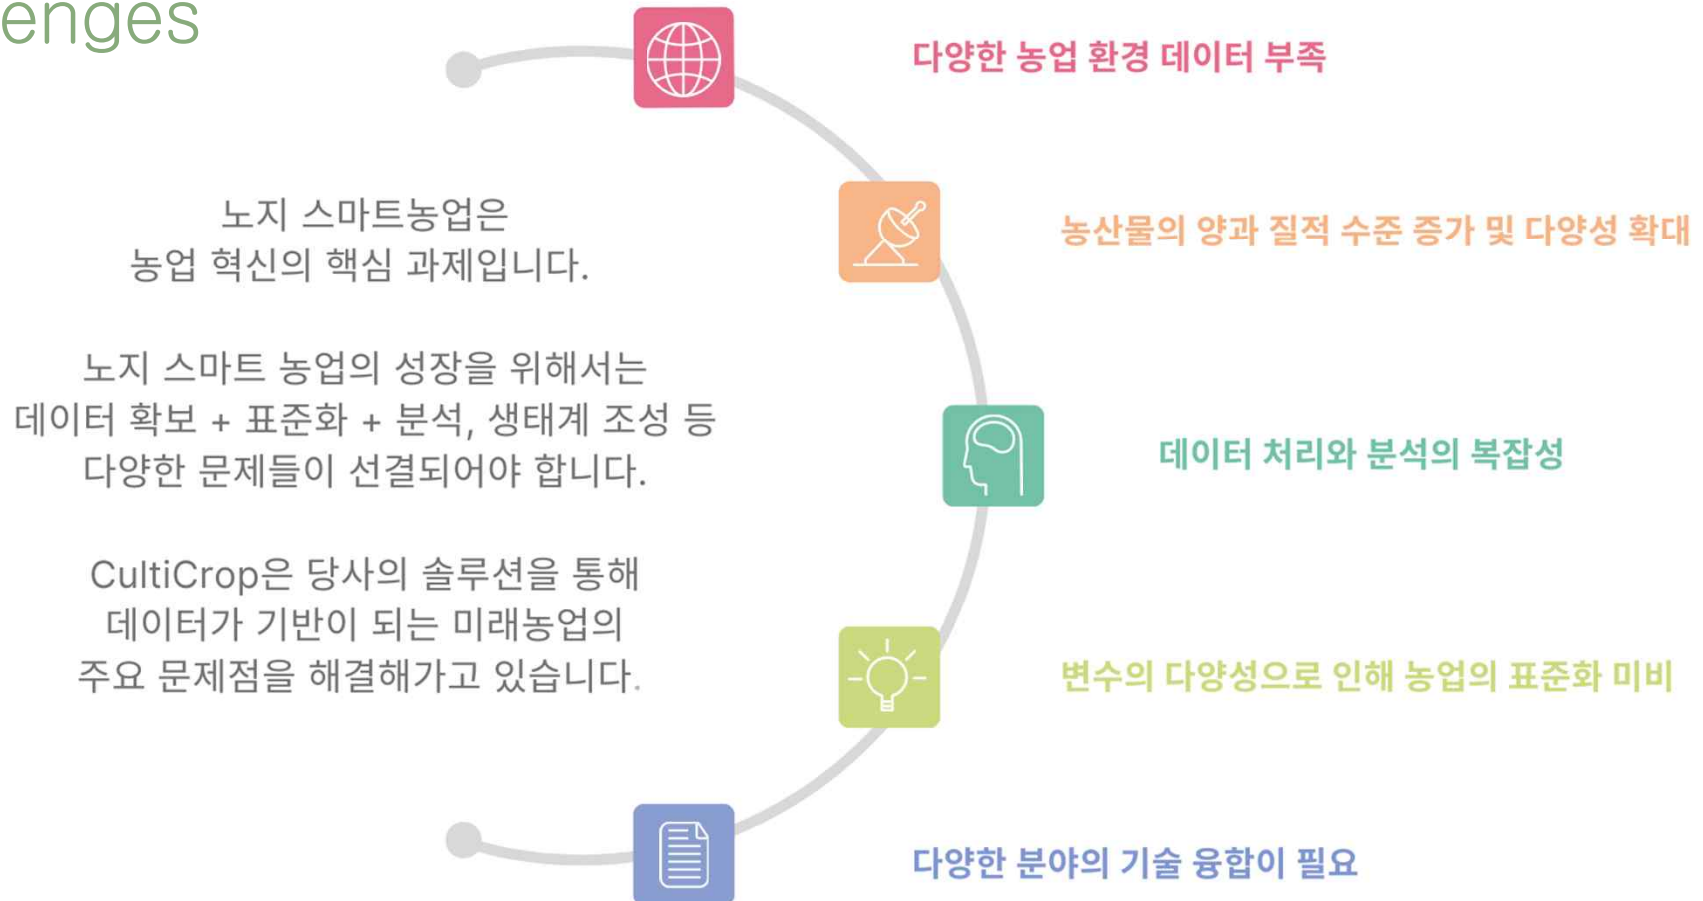 enges
노지 스마트농업은
농업 혁신의 핵심 과제입니다.
노지 스마트 농업의 성장을 위해서는
데이터 확보 + 표준화 + 분석, 생태계 조성 등
다양한 문제들이 선결되어야 합니다.
CultiCrop은 당사의 솔루션을 통해
데이터가 기반이 되는 미래농업의
주요 문제점을 해결해가고 있습니다.
다양한 농업 환경 데이터 부족
농산물의 양과 질적 수준 증가 및 다양성 확대
데이터 처리와 분석의 복잡성
변수의 다양성으로 인해 농업의 표준화 미비
다양한 분야의 기술 융합이 필요